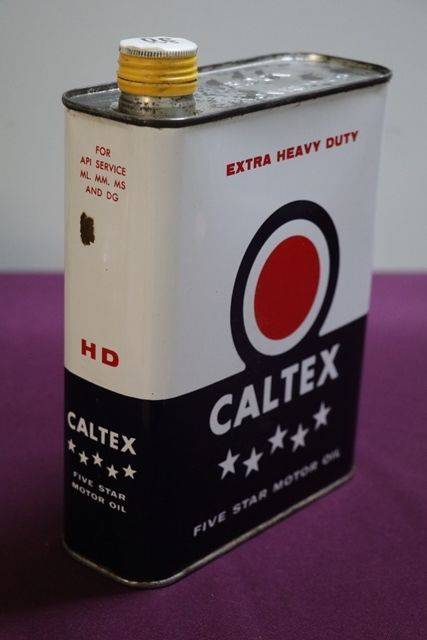 30
FOR
API SERVICE
ML. MM. MS
AND DG
HD
CALTEX
FIVE STAR
MOTOR OIL
EXTRA HEAVY DUTY
CALTEX
FIVE STAR MOTOR OIL